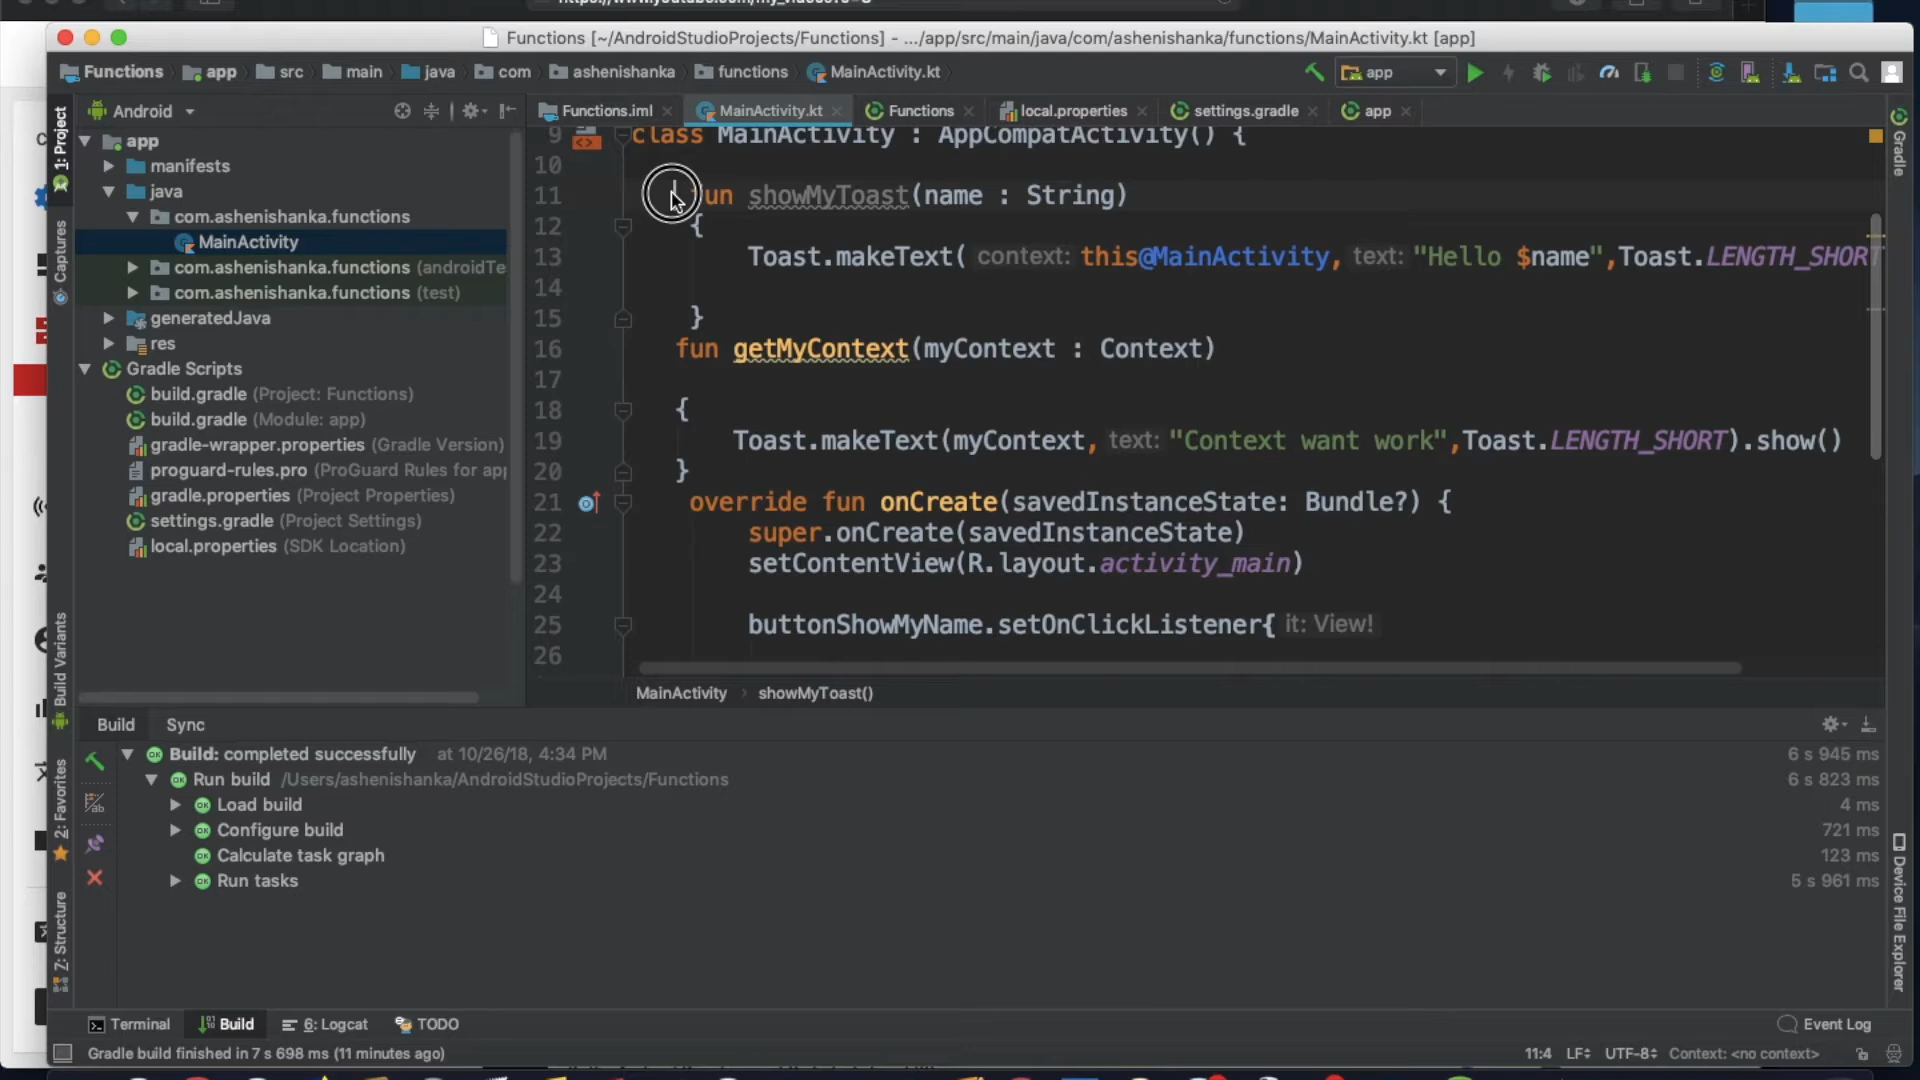 Functions [~/AndroidStudioProjects/Functions] - .../app/src/main/java/com/ashenishanka/functions/MainActivity.kt [app]
Functions app src main java com ashenishanka functions MainActivity.kt app
Android
Functions.iml MainActivity.kt Functions local.properties settings.gradle app
1: Project
Captures
Build Variants
2: Favorites
7: Structure
Gradle
Device File Explorer
app
manifests
java
com.ashenishanka.functions
MainActivity
com.ashenishanka.functions (androidTe
com.ashenishanka.functions (test)
generatedJava
res
Gradle Scripts
build.gradle (Project: Functions)
build.gradle (Module: app)
gradle-wrapper.properties (Gradle Version)
proguard-rules.pro (ProGuard Rules for app
gradle.properties (Project Properties)
settings.gradle (Project Settings)
local.properties (SDK Location)
9 class MainActivity : AppCompatActivity() {
10
11 fun showMyToast(name : String)
12 {
13 Toast.makeText( context: this@MainActivity, text: "Hello $name",Toast.LENGTH_SHORT
14
15 }
16 fun getMyContext(myContext : Context)
17
18 {
19 Toast.makeText(myContext, text: "Context want work",Toast.LENGTH_SHORT).show()
20 }
21 override fun onCreate(savedInstanceState: Bundle?) {
22 super.onCreate(savedInstanceState)
23 setContentView(R.layout.activity_main)
24
25 buttonShowMyName.setOnClickListener{ it: View!
26
MainActivity showMyToast()
Build Sync
Build: completed successfully at 10/26/18, 4:34 PM 6 s 945 ms
Run build /Users/ashenishanka/AndroidStudioProjects/Functions 6 s 823 ms
Load build 4 ms
Configure build 721 ms
Calculate task graph 123 ms
Run tasks 5 s 961 ms
Terminal Build 6: Logcat TODO Event Log
Gradle build finished in 7 s 698 ms (11 minutes ago) 11:4 LF UTF-8 Context: <no context>